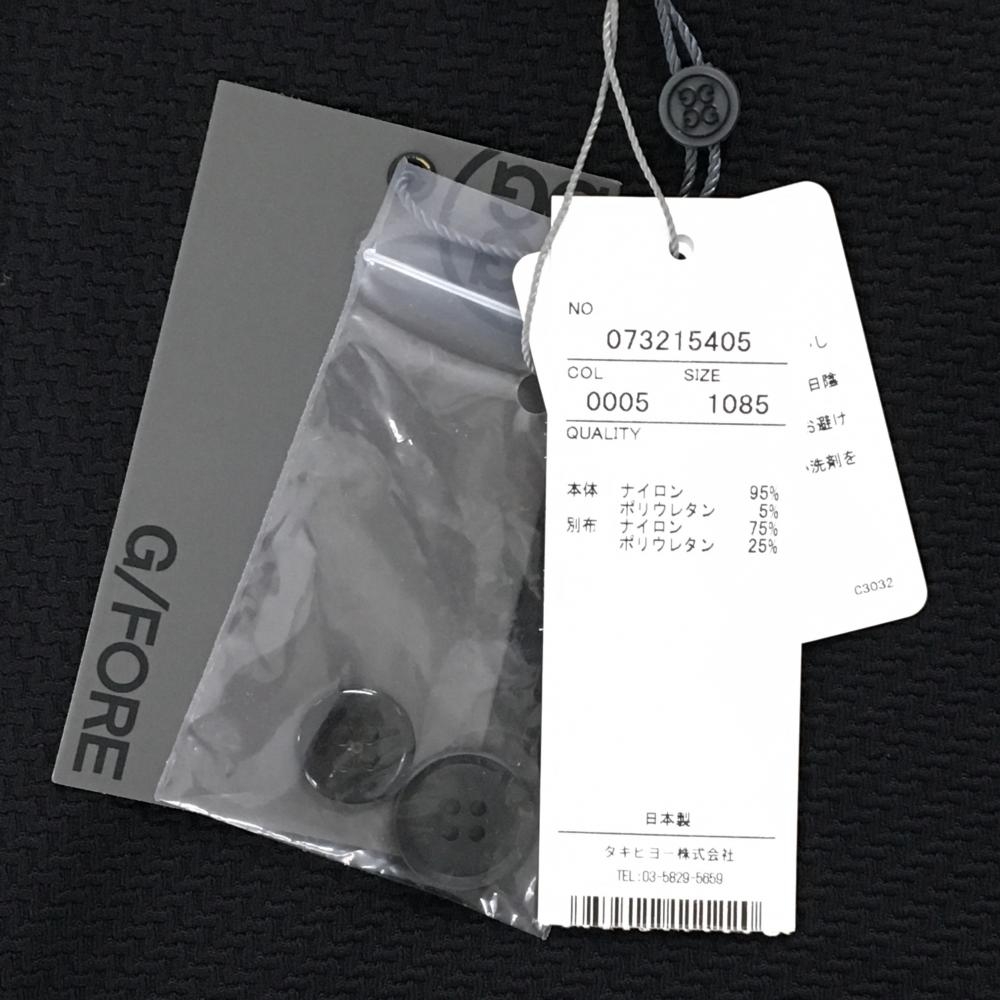 G/FORE
NO
073215405
COL SIZE
0005 1085
QUALITY
本体 ナイロン 95%
ポリウレタン 5%
別布 ナイロン 75%
ポリウレタン 25%
日本製
タキヒヨー株式会社
TEL:03-5829-5659
日陰
避け
洗剤を
C3032